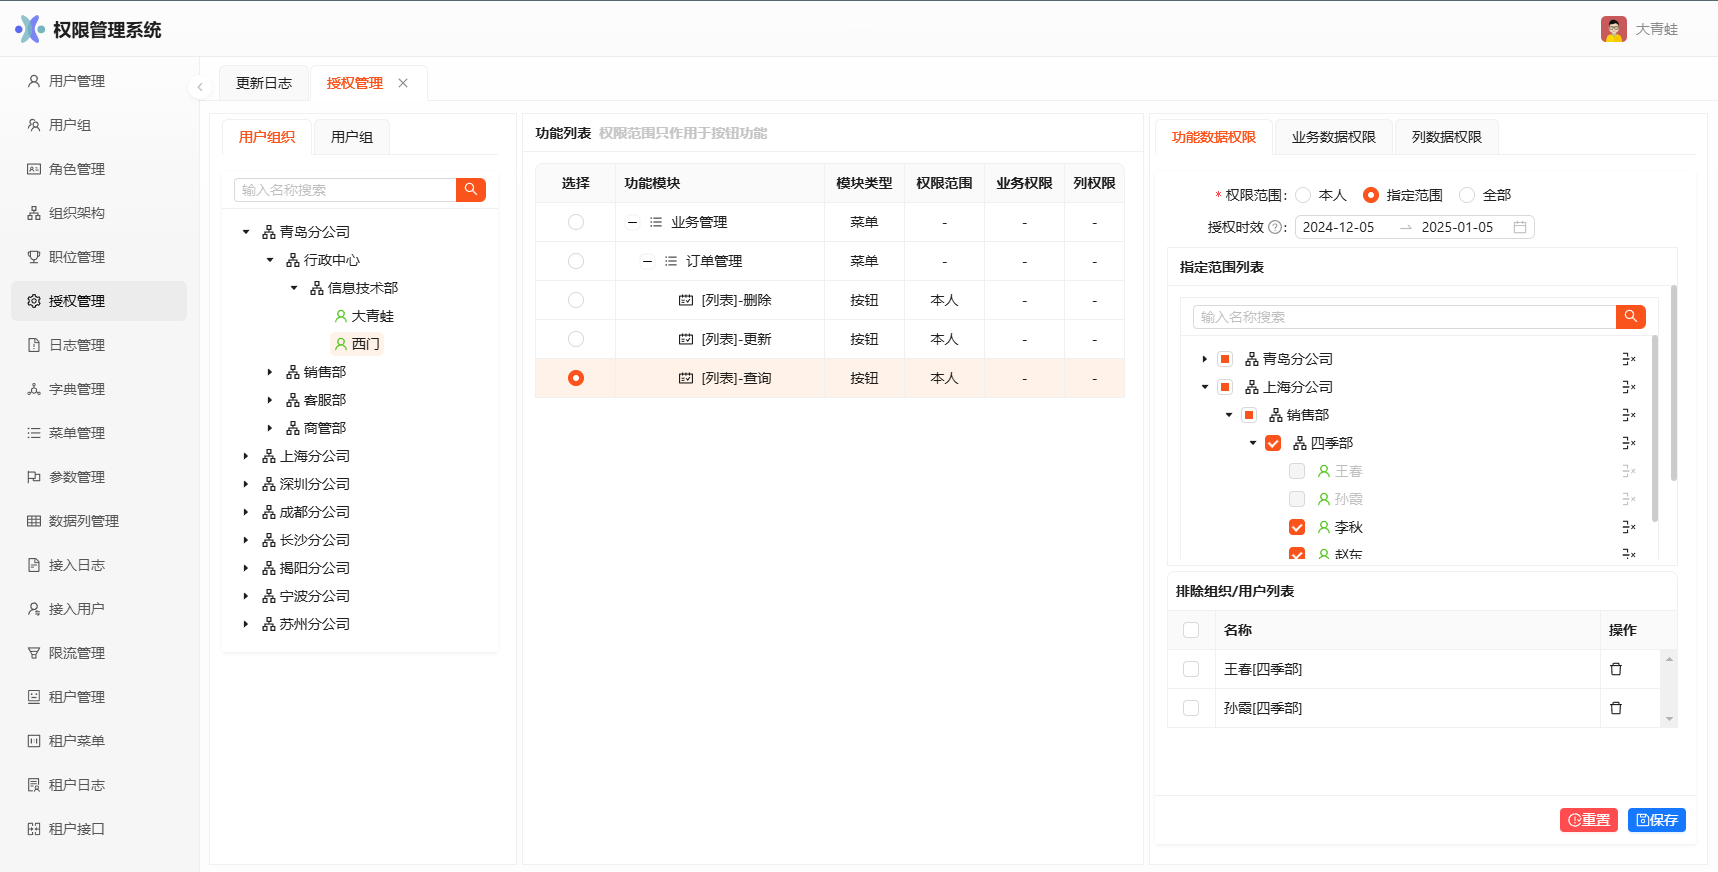 权限管理系统
大青蛙
用户管理
用户组
角色管理
组织架构
职位管理
授权管理
日志管理
字典管理
菜单管理
参数管理
数据列管理
接入日志
接入用户
限流管理
租户管理
租户菜单
租户日志
租户接口
更新日志 授权管理
用户组织 用户组
输入名称搜索
青岛分公司
行政中心
信息技术部
大青蛙
西门
销售部
客服部
商管部
上海分公司
深圳分公司
成都分公司
长沙分公司
揭阳分公司
宁波分公司
苏州分公司
功能列表 权限范围只作用于按钮功能
选择 功能模块 模块类型 权限范围 业务权限 列权限
业务管理 菜单 - - -
订单管理 菜单 - - -
[列表]-删除 按钮 本人 - -
[列表]-更新 按钮 本人 - -
[列表]-查询 按钮 本人 - -
功能数据权限 业务数据权限 列数据权限
* 权限范围: 本人 指定范围 全部
授权时效 : 2024-12-05 2025-01-05
指定范围列表
输入名称搜索
青岛分公司
上海分公司
销售部
四季部
王春
孙霞
李秋
赵东
排除组织/用户列表
名称 操作
王春[四季部]
孙霞[四季部]
重置 保存